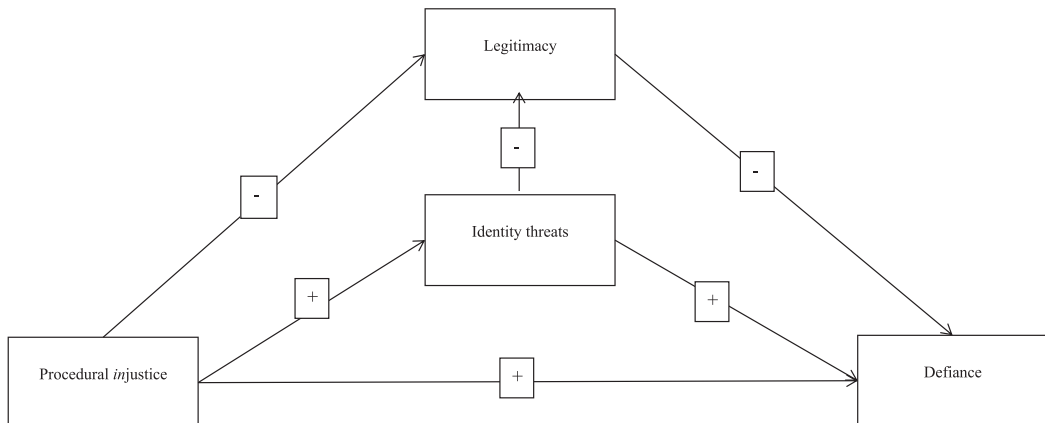 Legitimacy
-
-
-
Identity threats
+
+
Procedural injustice
+
Defiance